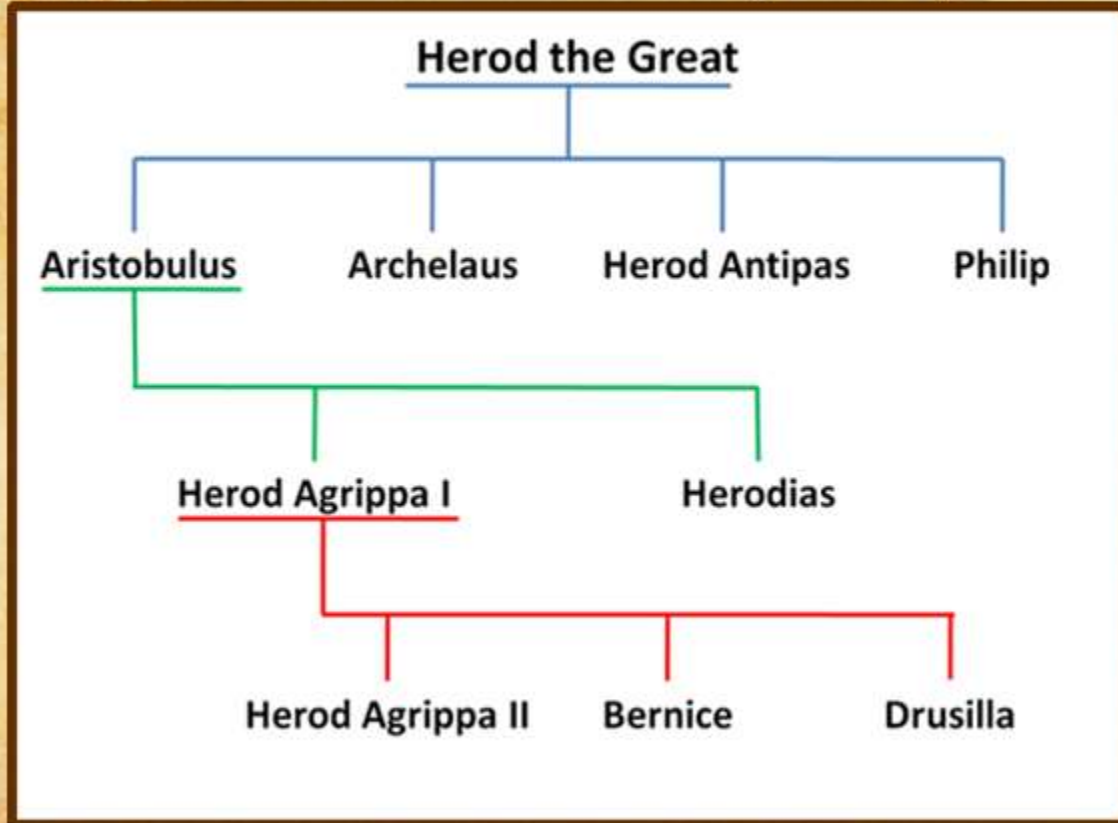 Herod the Great
Aristobulus Archelaus Herod Antipas Philip
Herod Agrippa I Herodias
Herod Agrippa II Bernice Drusilla